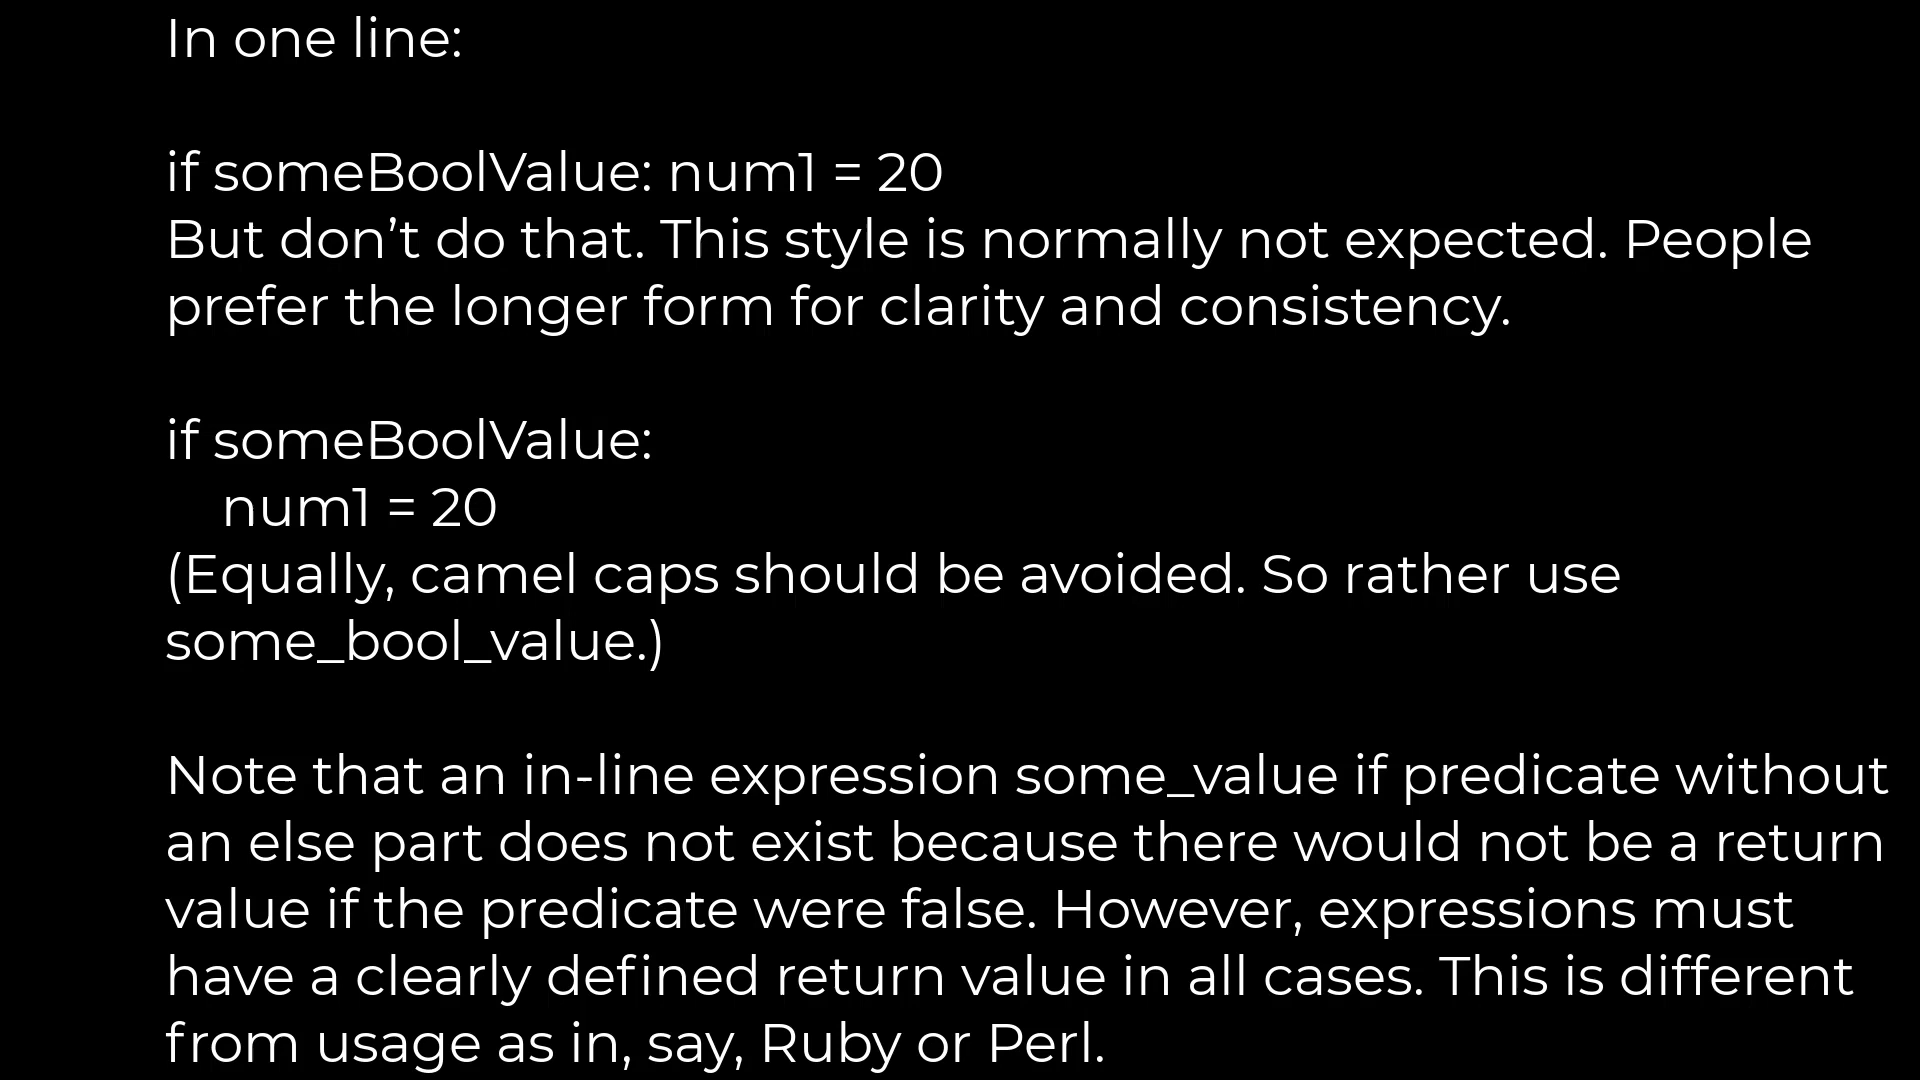 In one line:
if someBoolValue: num1 = 20
But don’t do that. This style is normally not expected. People
prefer the longer form for clarity and consistency.
if someBoolValue:
num1 = 20
(Equally, camel caps should be avoided. So rather use
some_bool_value.)
Note that an in-line expression some_value if predicate without
an else part does not exist because there would not be a return
value if the predicate were false. However, expressions must
have a clearly defined return value in all cases. This is different
from usage as in, say, Ruby or Perl.